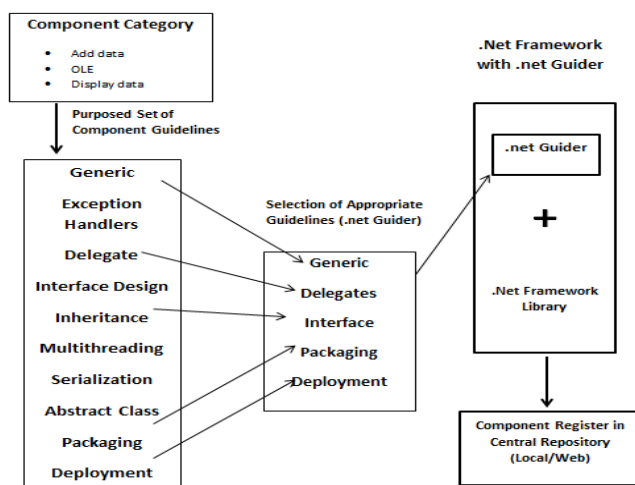 Component Category
Add data
OLE
Display data
Purposed Set of
Component Guidelines
Generic
Exception
Handlers
Delegate
Interface Design
Inheritance
Multithreading
Serialization
Abstract Class
Packaging
Deployment
Selection of Appropriate
Guidelines (.net Guider)
Generic
Delegates
Interface
Packaging
Deployment
.Net Framework
with .net Guider
.net Guider
+
.Net Framework
Library
Component Register in
Central Repository
(Local/Web)